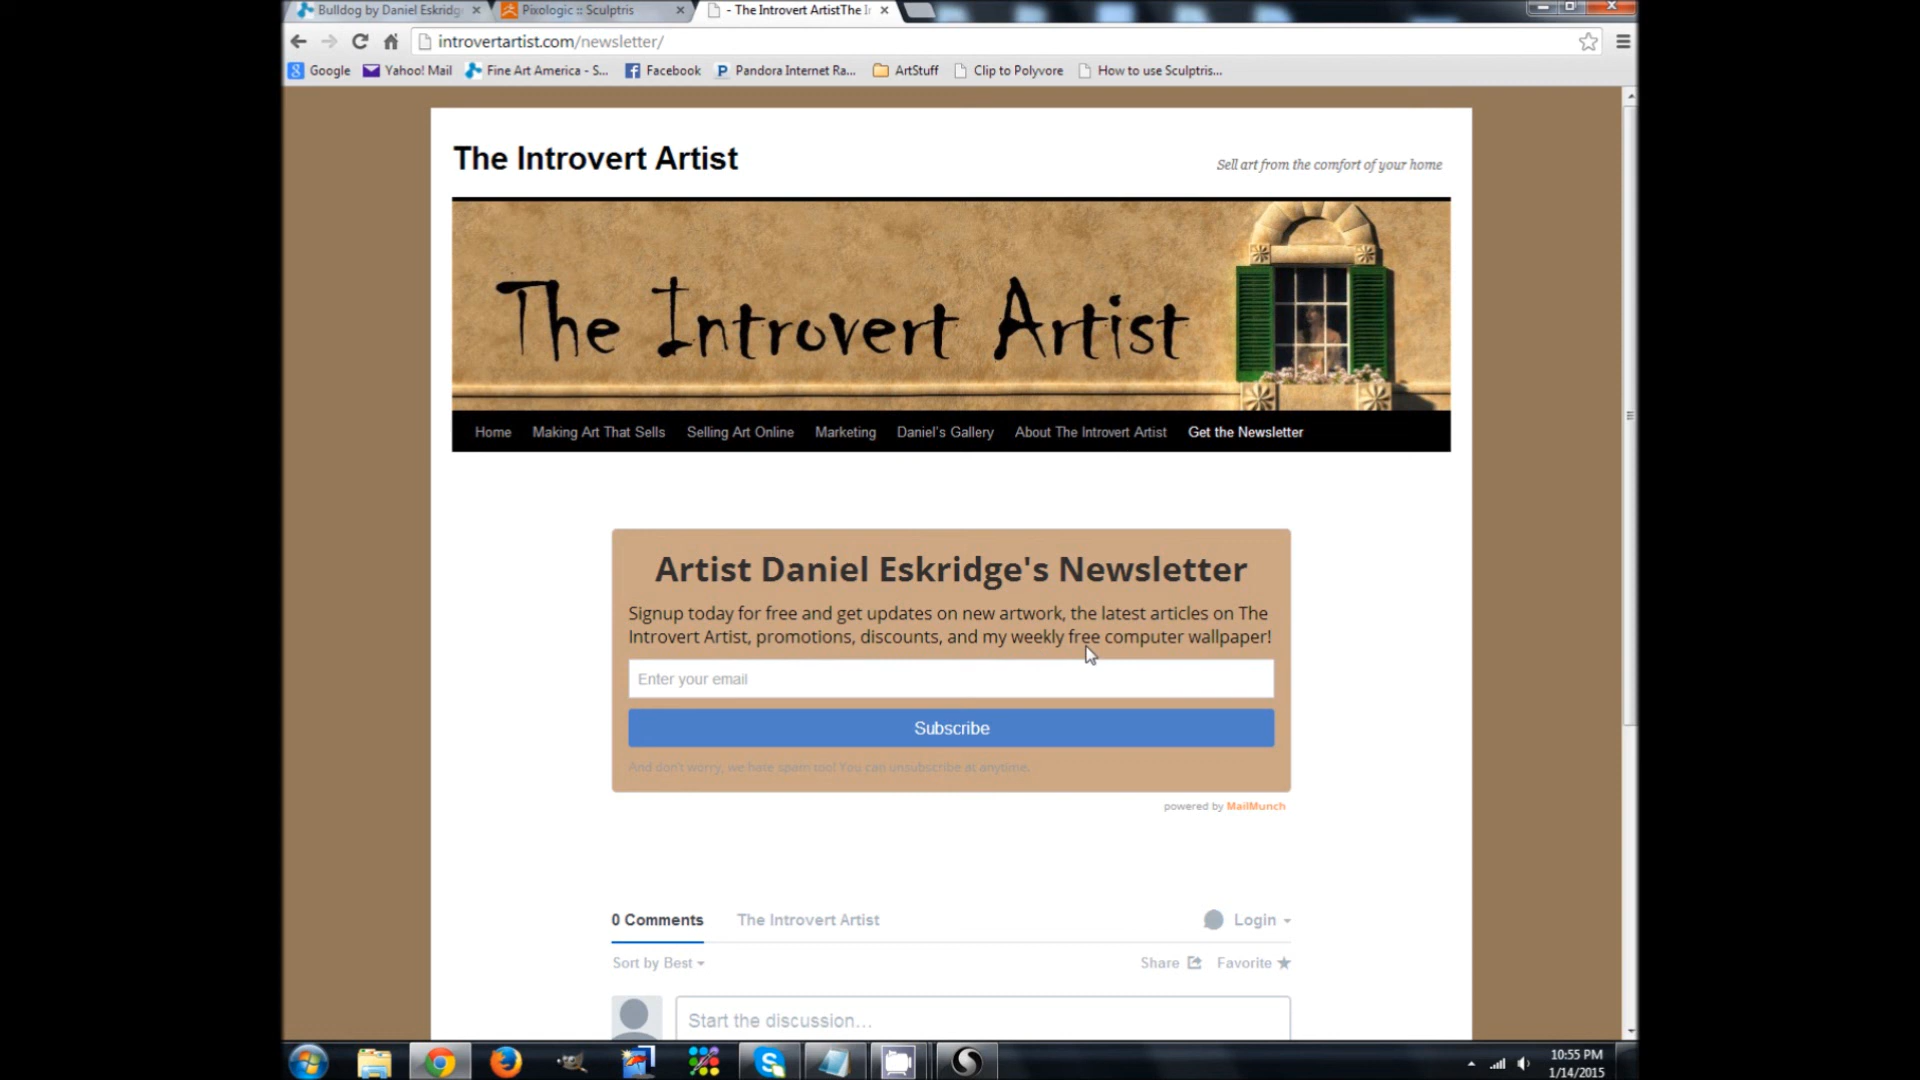 Bulldog by Daniel Eskridg
Pixologic :: Sculptris
- The Introvert ArtistThe Ir
introvertartist.com/newsletter/
Google
Yahoo! Mail
Fine Art America - S...
Facebook
Pandora Internet Ra...
ArtStuff
Clip to Polyvore
How to use Sculptris...
The Introvert Artist
Sell art from the comfort of your home
The Introvert Artist
Home
Making Art That Sells
Selling Art Online
Marketing
Daniel's Gallery
About The Introvert Artist
Get the Newsletter
Artist Daniel Eskridge's Newsletter
Signup today for free and get updates on new artwork, the latest articles on The
Introvert Artist, promotions, discounts, and my weekly free computer wallpaper!
Enter your email
Subscribe
And don't worry, we hate spam too! You can unsubscribe at anytime.
powered by MailMunch
0 Comments
The Introvert Artist
Login
Sort by Best
Share
Favorite
Start the discussion...
10:55 PM
1/14/2015